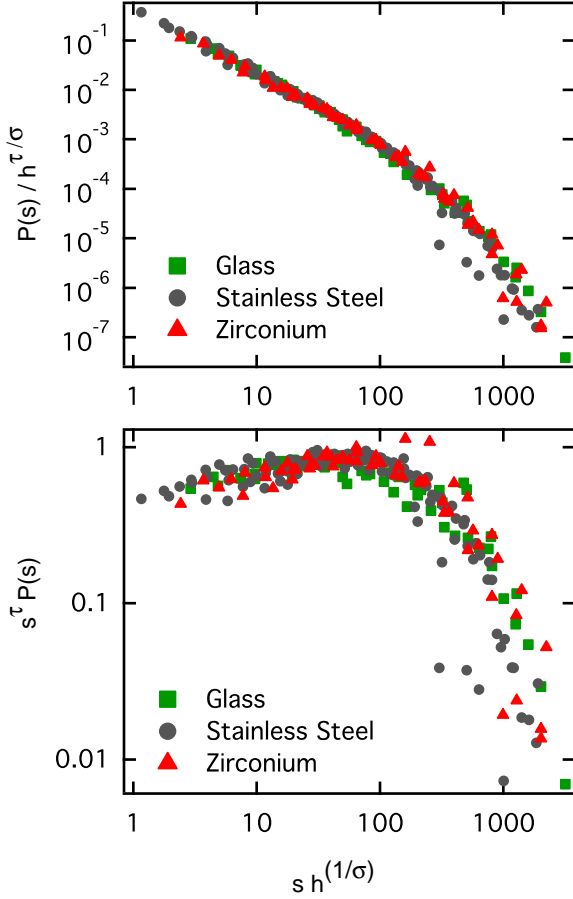 P(s) / h^{τ/σ}
10^{-1}
10^{-2}
10^{-3}
10^{-4}
10^{-5}
10^{-6}
10^{-7}
Glass
Stainless Steel
Zirconium
1 10 100 1000
s^τ P(s)
1
0.1
0.01
Glass
Stainless Steel
Zirconium
1 10 100 1000
s h^{(1/σ)}